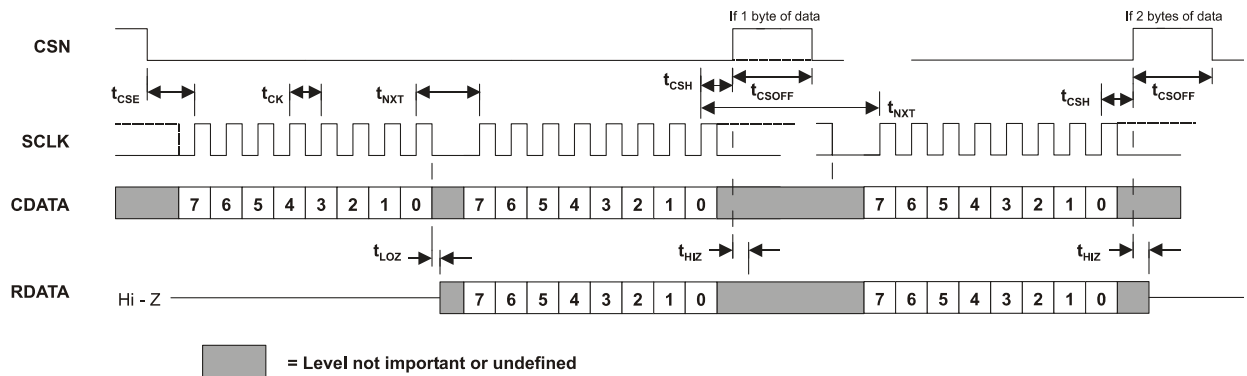 If 1 byte of data
If 2 bytes of data
CSN
tCSE
tCK
tNXT
tCSH
tCSOFF
tNXT
tCSH
tCSOFF
SCLK
CDATA
7 6 5 4 3 2 1 0
7 6 5 4 3 2 1 0
7 6 5 4 3 2 1 0
tLOZ
tHIZ
tHIZ
RDATA
Hi - Z
7 6 5 4 3 2 1 0
7 6 5 4 3 2 1 0
= Level not important or undefined